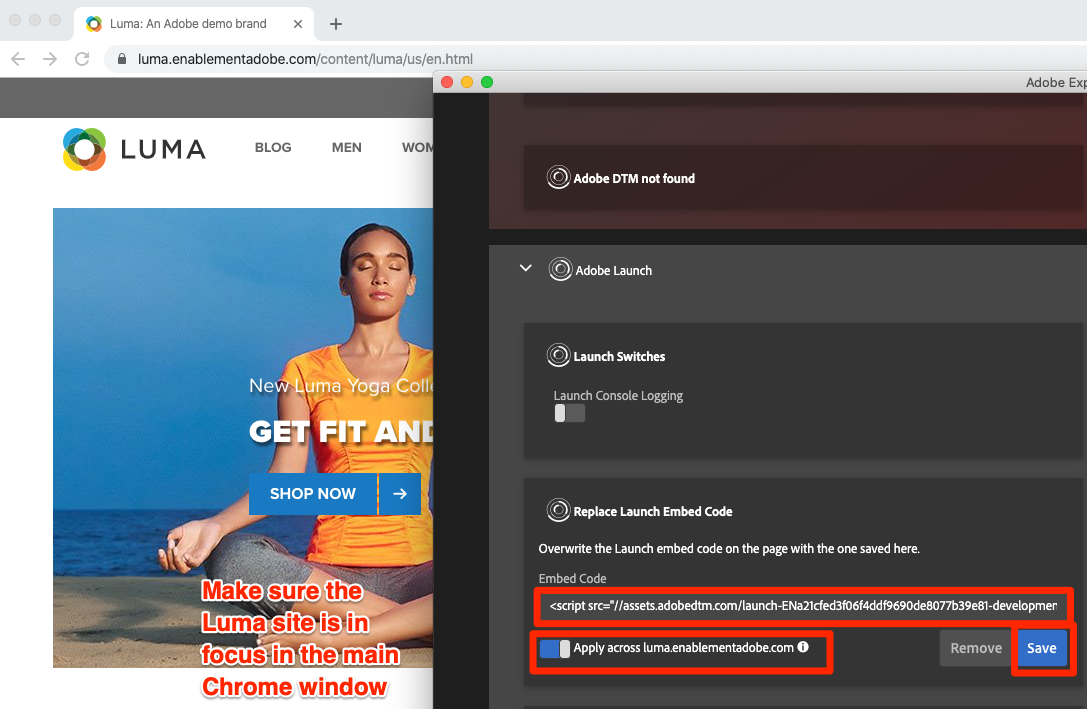 Luma: An Adobe demo brand
luma.enablementadobe.com/content/luma/us/en.html
Adobe Exp
LUMA
BLOG
MEN
WOM
New Luma Yoga Colle
GET FIT AND
SHOP NOW
Make sure the
Luma site is in
focus in the main
Chrome window
Adobe DTM not found
Adobe Launch
Launch Switches
Launch Console Logging
Replace Launch Embed Code
Overwrite the Launch embed code on the page with the one saved here.
Embed Code
<script src="//assets.adobedtm.com/launch-ENa21cfed3f06f4ddf9690de8077b39e81-developmen
Apply across luma.enablementadobe.com
Remove
Save